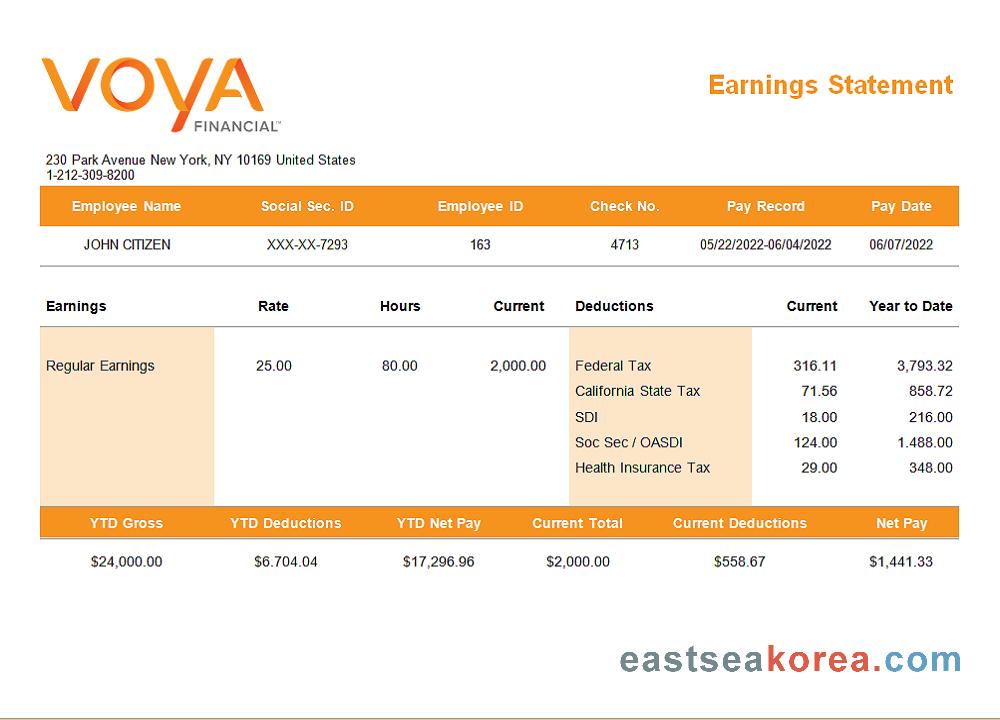 VOYA
FINANCIAL™
Earnings Statement
230 Park Avenue New York, NY 10169 United States
1-212-309-8200
Employee Name Social Sec. ID Employee ID Check No. Pay Record Pay Date
JOHN CITIZEN XXX-XX-7293 163 4713 05/22/2022-06/04/2022 06/07/2022
Earnings Rate Hours Current Deductions Current Year to Date
Regular Earnings 25.00 80.00 2,000.00 Federal Tax 316.11 3,793.32
California State Tax 71.56 858.72
SDI 18.00 216.00
Soc Sec / OASDI 124.00 1.488.00
Health Insurance Tax 29.00 348.00
YTD Gross YTD Deductions YTD Net Pay Current Total Current Deductions Net Pay
$24,000.00 $6.704.04 $17,296.96 $2,000.00 $558.67 $1,441.33
eastseakorea.com